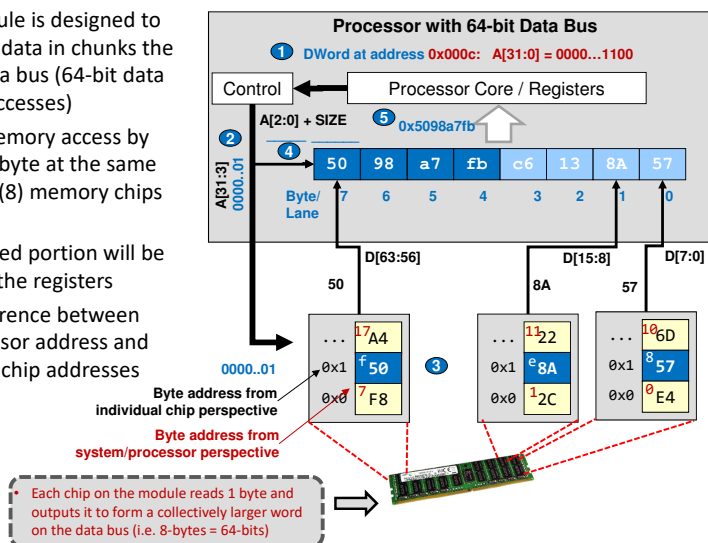 ule is designed to
data in chunks the
a bus (64-bit data
ccesses)
emory access by
byte at the same
(8) memory chips
ed portion will be
the registers
erence between
sor address and
chip addresses
Processor with 64-bit Data Bus
1 DWord at address 0x000c: A[31:0] = 0000...1100
Control
Processor Core / Registers
A[2:0] + SIZE
5 0x5098a7fb
2
4
A[31:3]
0000..01
50 98 a7 fb c6 13 8A 57
Byte/
Lane
7 6 5 4 3 2 1 0
D[63:56] D[15:8] D[7:0]
50 8A 57
... 17 A4
0x1 f 50
0x0 7 F8
3
... 11 22
0x1 e 8A
0x0 1 2C
... 10 6D
0x1 8 57
0x0 0 E4
0000..01
Byte address from
individual chip perspective
Byte address from
system/processor perspective
• Each chip on the module reads 1 byte and
outputs it to form a collectively larger word
on the data bus (i.e. 8-bytes = 64-bits)